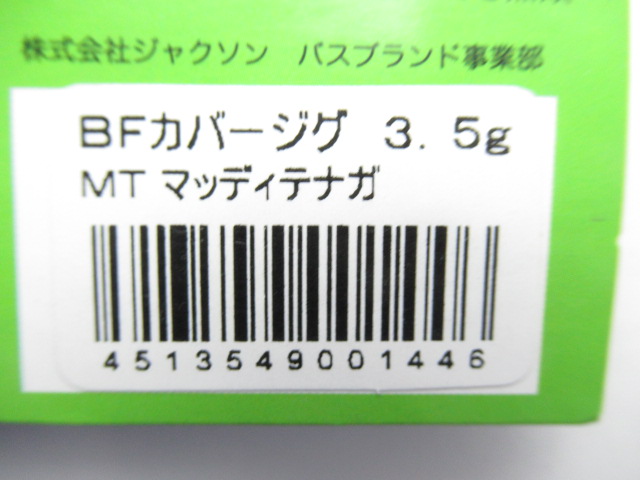 株式会社ジャクソン バスブランド事業部
BFカバージグ 3.5g
MT マッディテナガ
4513549001446